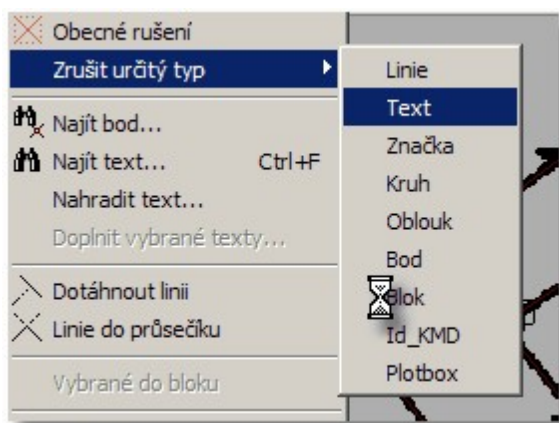 Obecné rušení
Zrušit určitý typ
Najít bod...
Najít text... Ctrl+F
Nahradit text...
Doplnit vybrané texty...
Dotáhnout linii
Linie do průsečíku
Vybrané do bloku
Linie
Text
Značka
Kruh
Oblouk
Bod
Blok
Id_KMD
Plotbox